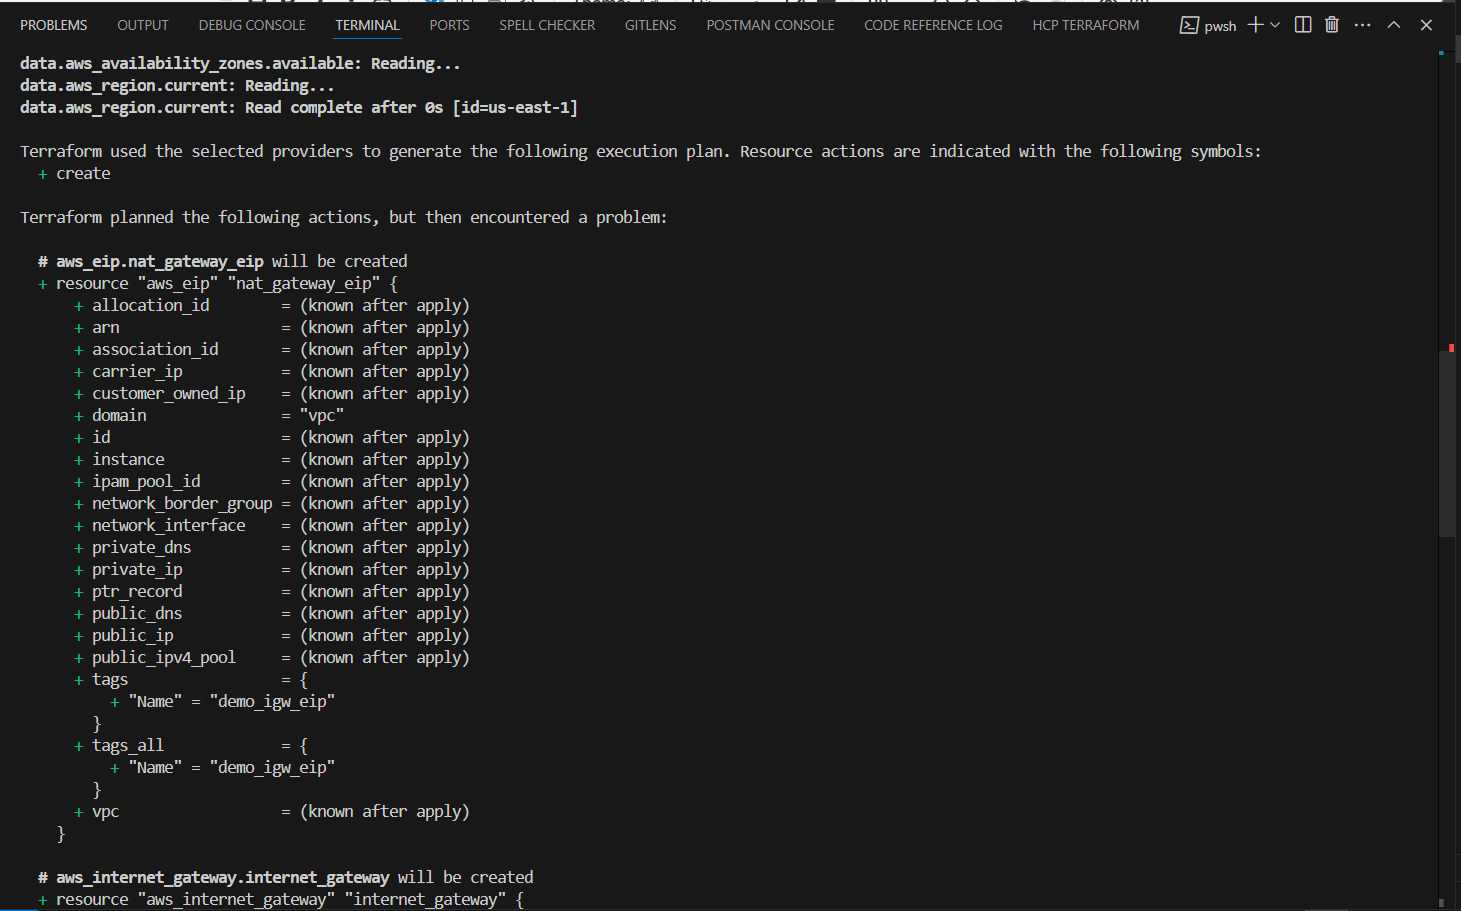 PROBLEMS OUTPUT DEBUG CONSOLE TERMINAL PORTS SPELL CHECKER GITLENS POSTMAN CONSOLE CODE REFERENCE LOG HCP TERRAFORM pwsh
data.aws_availability_zones.available: Reading...
data.aws_region.current: Reading...
data.aws_region.current: Read complete after 0s [id=us-east-1]
Terraform used the selected providers to generate the following execution plan. Resource actions are indicated with the following symbols:
  + create
Terraform planned the following actions, but then encountered a problem:
  # aws_eip.nat_gateway_eip will be created
  + resource "aws_eip" "nat_gateway_eip" {
      + allocation_id        = (known after apply)
      + arn                  = (known after apply)
      + association_id       = (known after apply)
      + carrier_ip           = (known after apply)
      + customer_owned_ip    = (known after apply)
      + domain               = "vpc"
      + id                   = (known after apply)
      + instance             = (known after apply)
      + ipam_pool_id         = (known after apply)
      + network_border_group = (known after apply)
      + network_interface    = (known after apply)
      + private_dns          = (known after apply)
      + private_ip           = (known after apply)
      + ptr_record           = (known after apply)
      + public_dns           = (known after apply)
      + public_ip            = (known after apply)
      + public_ipv4_pool     = (known after apply)
      + tags                 = {
          + "Name" = "demo_igw_eip"
        }
      + tags_all             = {
          + "Name" = "demo_igw_eip"
        }
      + vpc                  = (known after apply)
    }
  # aws_internet_gateway.internet_gateway will be created
  + resource "aws_internet_gateway" "internet_gateway" {